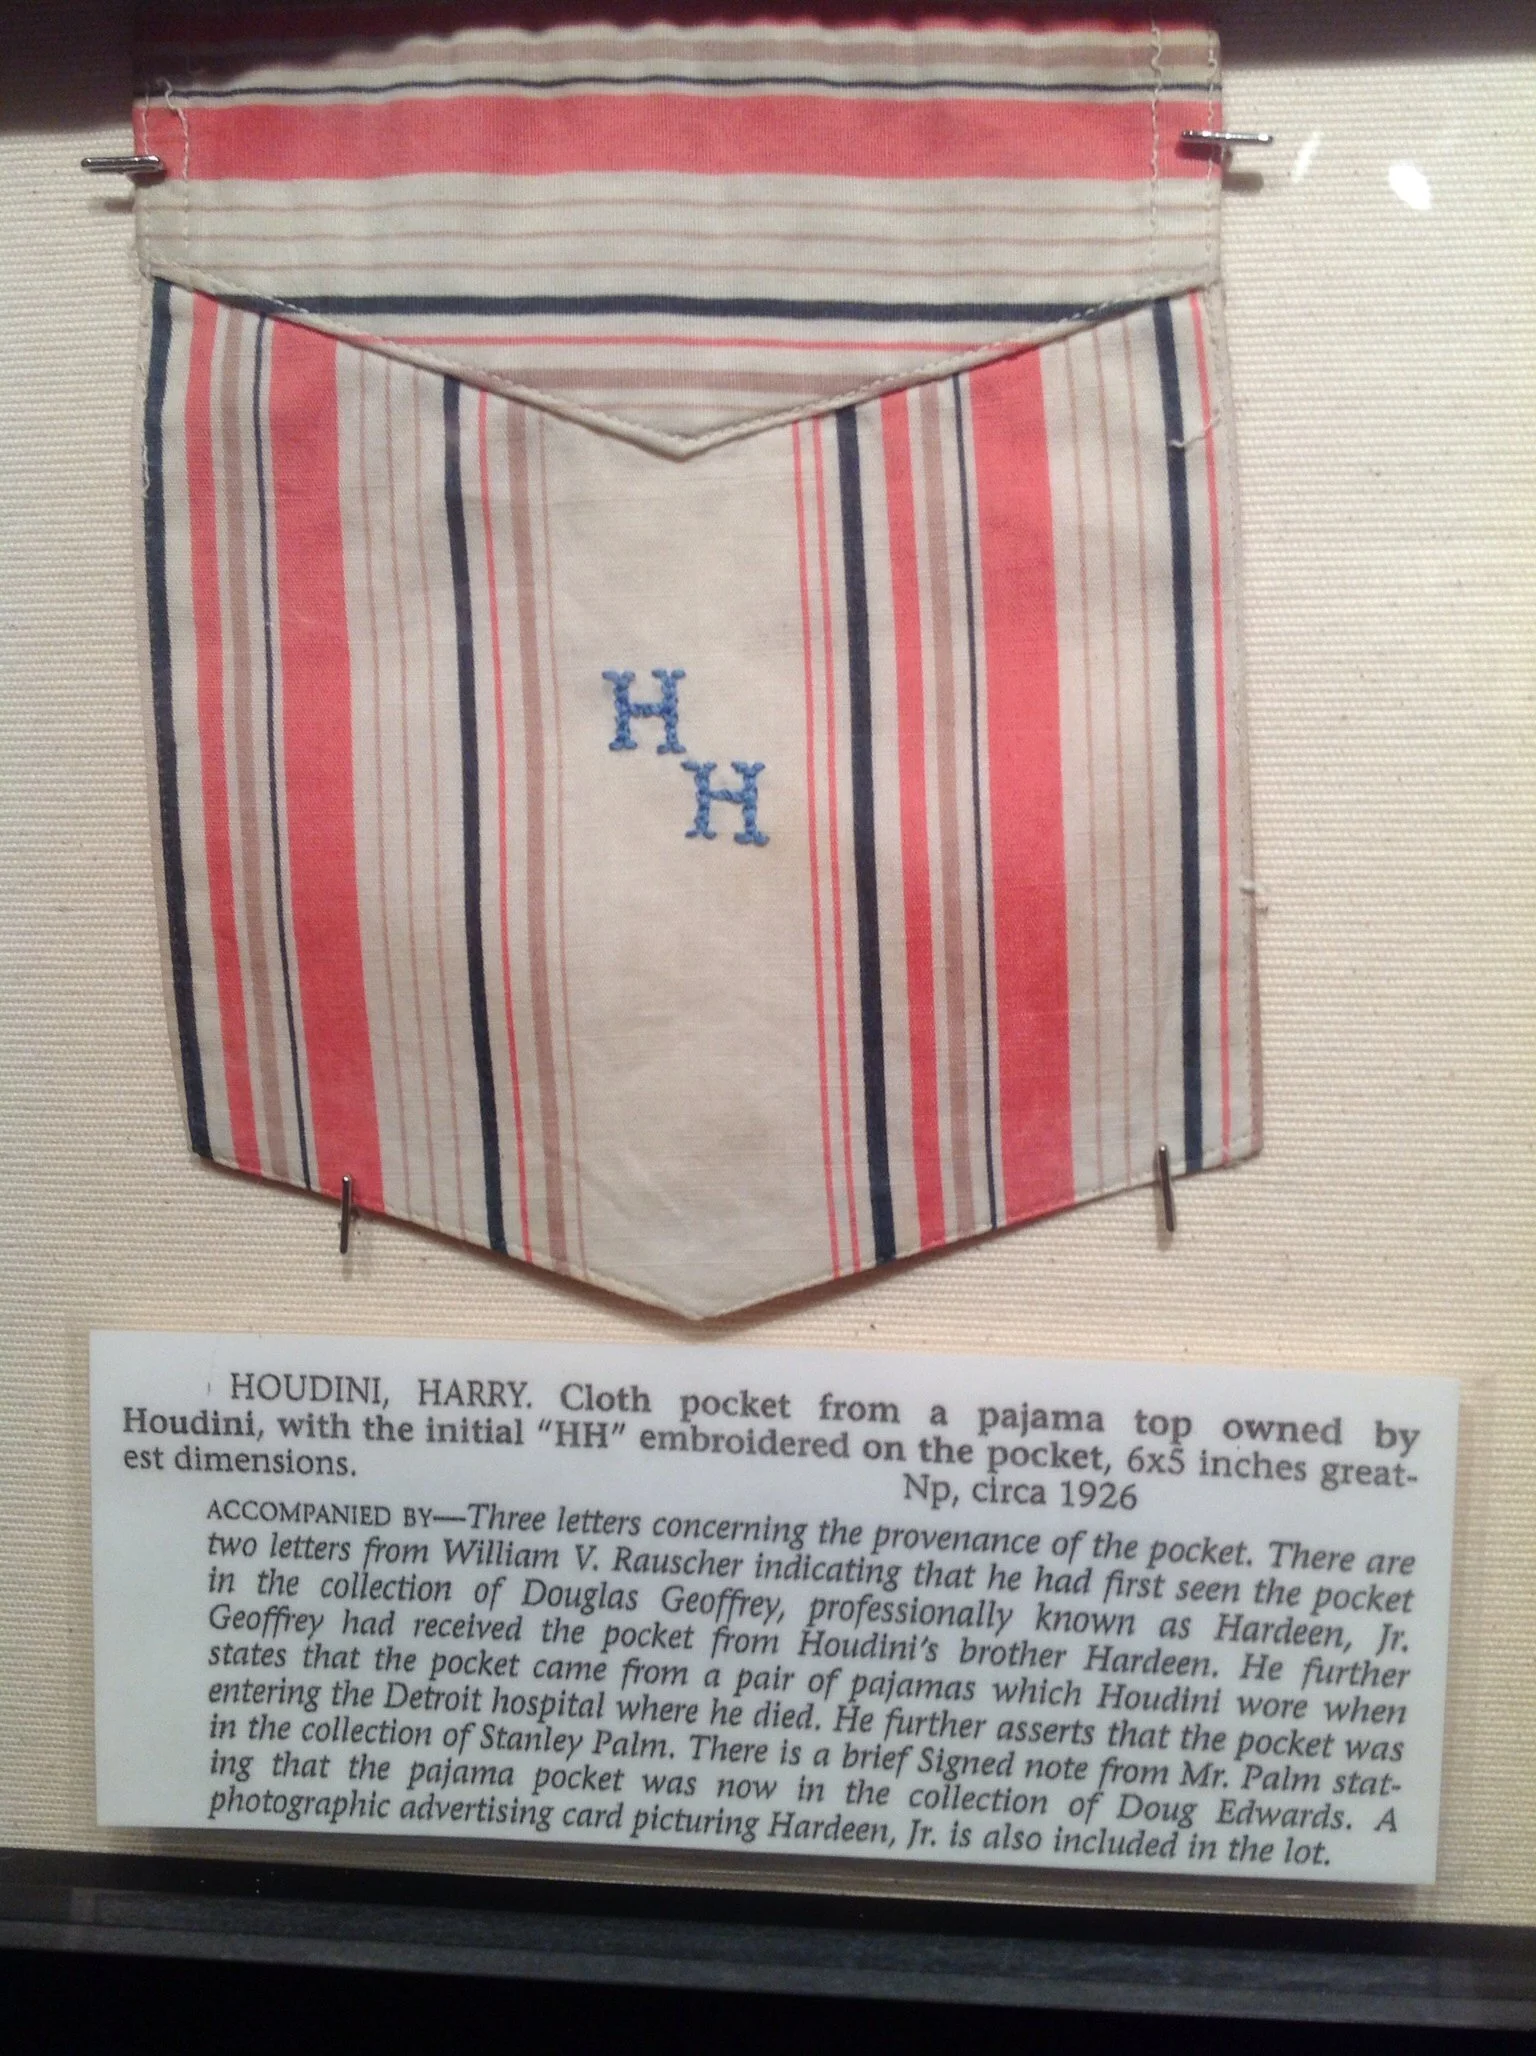 H
H
HOUDINI, HARRY. Cloth pocket from a pajama top owned by
Houdini, with the initial “HH” embroidered on the pocket, 6x5 inches great-
est dimensions.
Np, circa 1926
ACCOMPANIED BY—Three letters concerning the provenance of the pocket. There are
two letters from William V. Rauscher indicating that he had first seen the pocket
in the collection of Douglas Geoffrey, professionally known as Hardeen, Jr.
Geoffrey had received the pocket from Houdini’s brother Hardeen. He further
states that the pocket came from a pair of pajamas which Houdini wore when
entering the Detroit hospital where he died. He further asserts that the pocket was
in the collection of Stanley Palm. There is a brief Signed note from Mr. Palm stat-
ing that the pajama pocket was now in the collection of Doug Edwards. A
photographic advertising card picturing Hardeen, Jr. is also included in the lot.